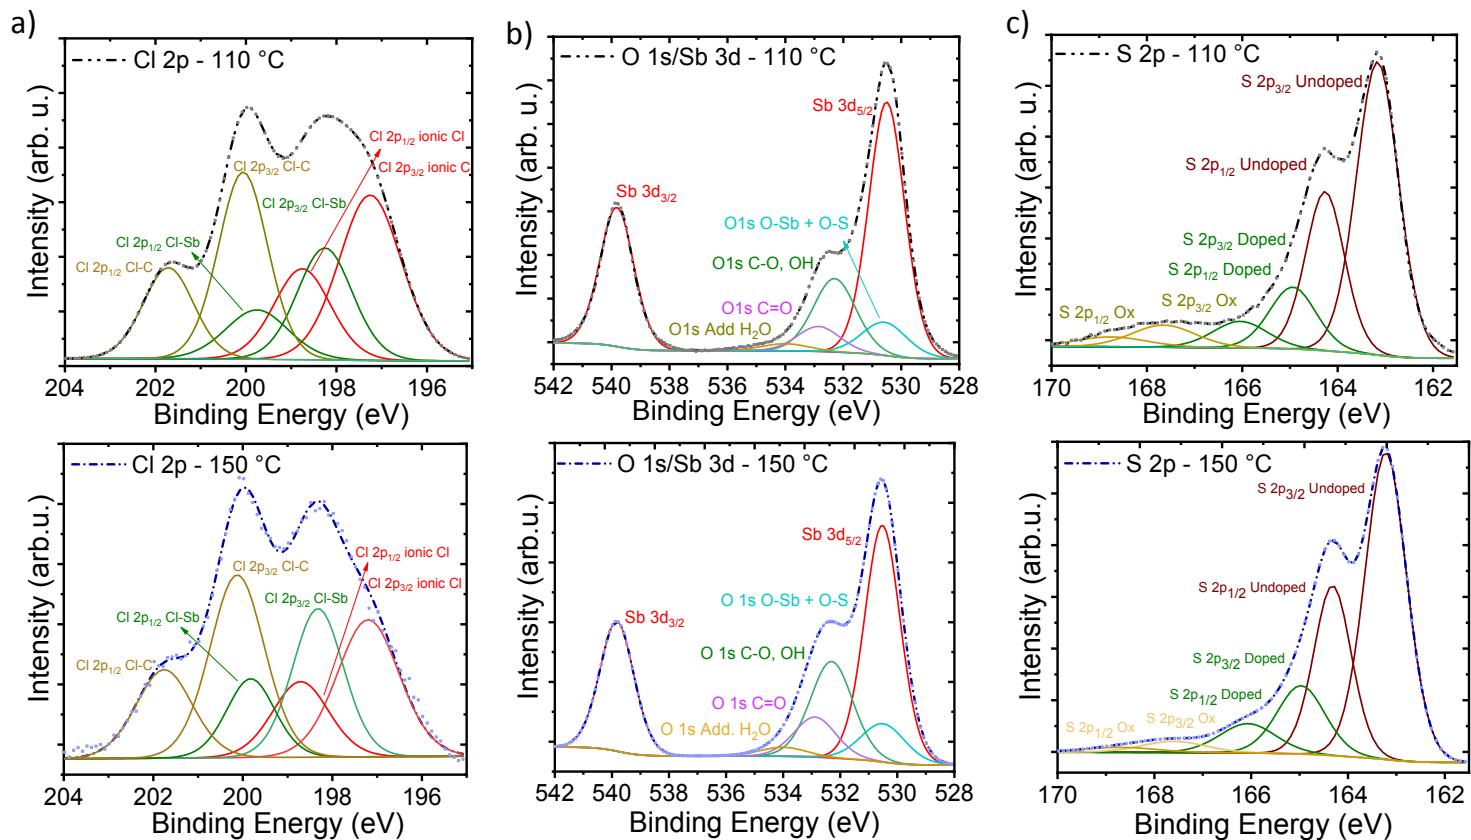 a)
Cl 2p - 110 °C
Cl 2p1/2 ionic Cl
Cl 2p3/2 Cl-C
Cl 2p3/2 ionic C
Cl 2p3/2 Cl-Sb
Cl 2p1/2 Cl-Sb
Cl 2p1/2 Cl-C
Intensity (arb. u.)
204 202 200 198 196
Binding Energy (eV)
b)
O 1s/Sb 3d - 110 °C
Sb 3d5/2
Sb 3d3/2
O1s O-Sb + O-S
O1s C-O, OH
O1s C=O
O1s Add H2O
Intensity (arb. u.)
542 540 538 536 534 532 530 528
Binding Energy (eV)
c)
S 2p - 110 °C
S 2p3/2 Undoped
S 2p1/2 Undoped
S 2p3/2 Doped
S 2p1/2 Doped
S 2p3/2 Ox
S 2p1/2 Ox
Intensity (arb. u.)
170 168 166 164 162
Binding Energy (eV)
Cl 2p - 150 °C
Cl 2p1/2 ionic Cl
Cl 2p3/2 Cl-C
Cl 2p3/2 ionic Cl
Cl 2p3/2 Cl-Sb
Cl 2p1/2 Cl-Sb
Cl 2p1/2 Cl-C
Intensity (arb.u.)
204 202 200 198 196
Binding Energy (eV)
O 1s/Sb 3d - 150 °C
Sb 3d5/2
O 1s O-Sb + O-S
Sb 3d3/2
O 1s C-O, OH
O 1s C=O
O 1s Add. H2O
Intensity (arb.u.)
542 540 538 536 534 532 530 528
Binding Energy (eV)
S 2p - 150 °C
S 2p3/2 Undoped
S 2p1/2 Undoped
S 2p3/2 Doped
S 2p1/2 Doped
S 2p3/2 Ox
S 2p1/2 Ox
Intensity (arb.u.)
170 168 166 164 162
Binding Energy (eV)